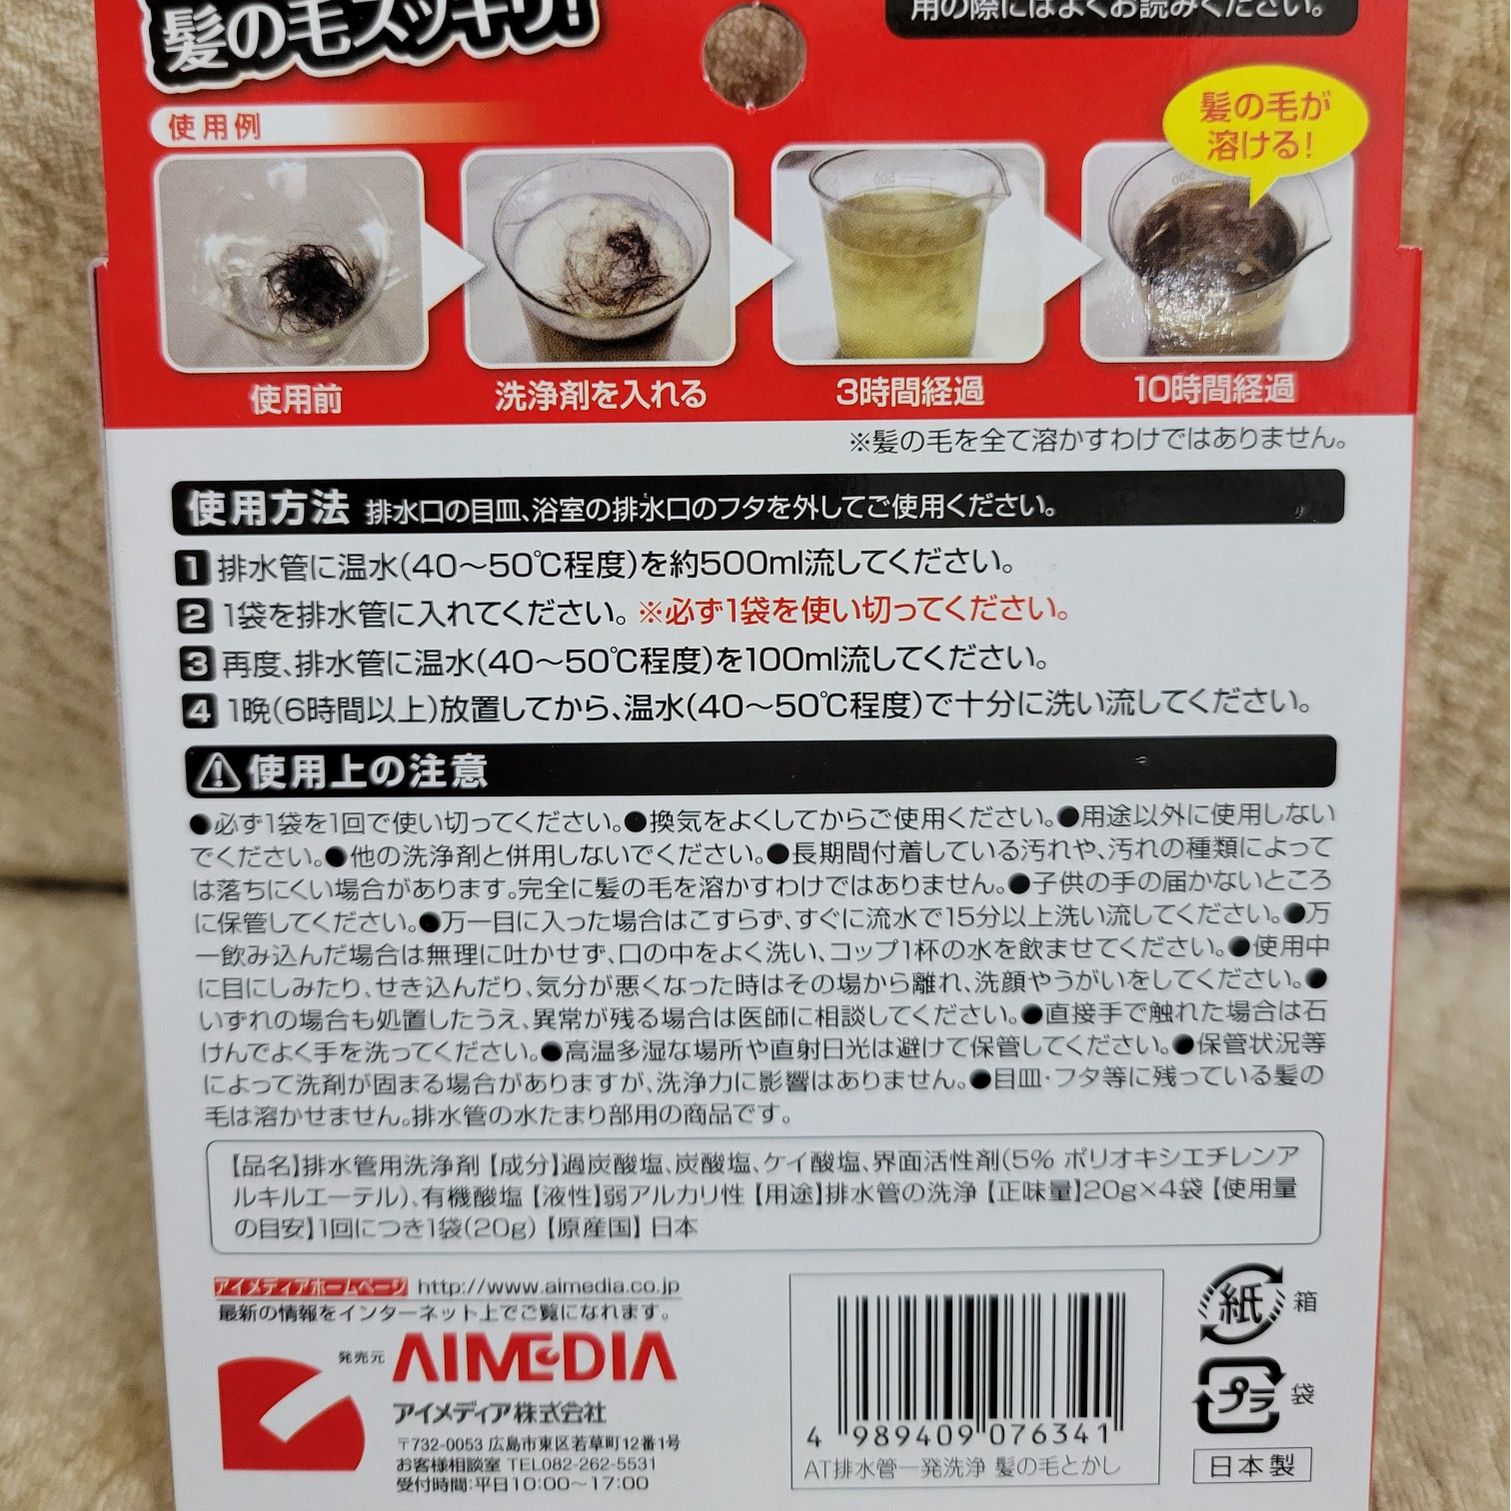 髪の毛スッキリ!
用の際にはよくお読みください。
使用例
髪の毛が
溶ける!
使用前
洗浄剤を入れる
3時間経過
10時間経過
※髪の毛を全て溶かすわけではありません。
使用方法 排水口の目皿、浴室の排水口のフタを外してご使用ください。
1 排水管に温水(40〜50℃程度)を約500ml流してください。
2 1袋を排水管に入れてください。※必ず1袋を使い切ってください。
3 再度、排水管に温水(40〜50℃程度)を100ml流してください。
4 1晩(6時間以上)放置してから、温水(40〜50℃程度)で十分に洗い流してください。
使用上の注意
●必ず1袋を1回で使い切ってください。●換気をよくしてからご使用ください。●用途以外に使用しない
でください。●他の洗浄剤と併用しないでください。●長期間付着している汚れや、汚れの種類によって
は落ちにくい場合があります。完全に髪の毛を溶かすわけではありません。●子供の手の届かないところ
に保管してください。●万一目に入った場合はこすらず、すぐに流水で15分以上洗い流してください。●万
一飲み込んだ場合は無理に吐かせず、口の中をよく洗い、コップ1杯の水を飲ませてください。●使用中
に目にしみたり、せき込んだり、気分が悪くなった時はその場から離れ、洗顔やうがいをしてください。●
いずれの場合も処置したうえ、異常が残る場合は医師に相談してください。●直接手で触れた場合は石
けんでよく手を洗ってください。●高温多湿な場所や直射日光は避けて保管してください。●保管状況等
によって洗剤が固まる場合がありますが、洗浄力に影響はありません。●目皿・フタ等に残っている髪の
毛は溶かせません。排水管の水たまり部用の商品です。
【品名】排水管用洗浄剤【成分】過炭酸塩、炭酸塩、ケイ酸塩、界面活性剤(5% ポリオキシエチレンア
ルキルエーテル)、有機酸塩【液性】弱アルカリ性【用途】排水管の洗浄【正味量】20g×4袋【使用量
の目安】1回につき1袋(20g)【原産国】日本
アイメディアホームページ http://www.aimedia.co.jp
最新の情報をインターネット上でご覧になれます。
発売元 AIMEDIA
アイメディア株式会社
〒732-0053 広島市東区若草町12番1号
お客様相談室 TEL082-262-5531
受付時間:平日10:00〜17:00
4 989409 076341
AT排水管一発洗浄 髪の毛とかし
紙 箱
プラ 袋
日本製